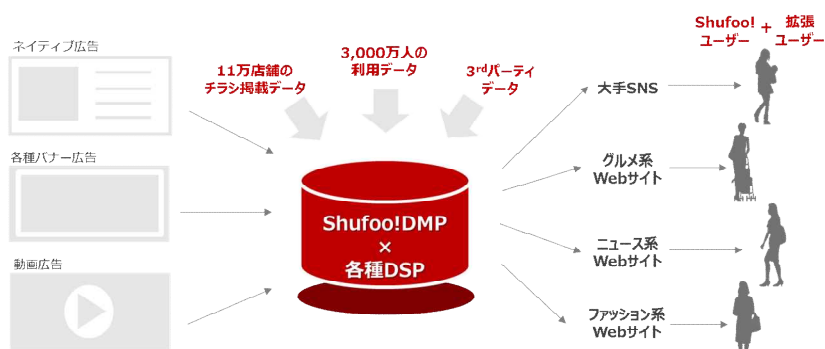 ネイティブ広告
各種バナー広告
動画広告
11万店舗の
チラシ掲載データ
3,000万人の
利用データ
3rdパーティ
データ
Shufoo!DMP
×
各種DSP
大手SNS
グルメ系
Webサイト
ニュース系
Webサイト
ファッション系
Webサイト
Shufoo! + 拡張
ユーザー ユーザー